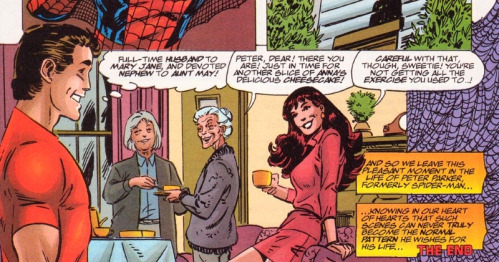 FULL-TIME HUSBAND TO
MARY JANE, AND DEVOTED
NEPHEW TO AUNT MAY!
PETER, DEAR! THERE YOU
ARE! JUST IN TIME FOR
ANOTHER SLICE OF ANNA'S
DELICIOUS CHEESECAKE!
CAREFUL WITH THAT,
THOUGH, SWEETIE! YOU'RE
NOT GETTING ALL THE
EXERCISE YOU USED TO...
AND SO WE LEAVE THIS
PLEASANT MOMENT IN THE
LIFE OF PETER PARKER,
FORMERLY SPIDER-MAN...
...KNOWING IN OUR HEART
OF HEARTS THAT SUCH
SCENES CAN NEVER TRULY
BECOME THE NORMAL
PATTERN HE WISHES FOR
HIS LIFE...
THE END